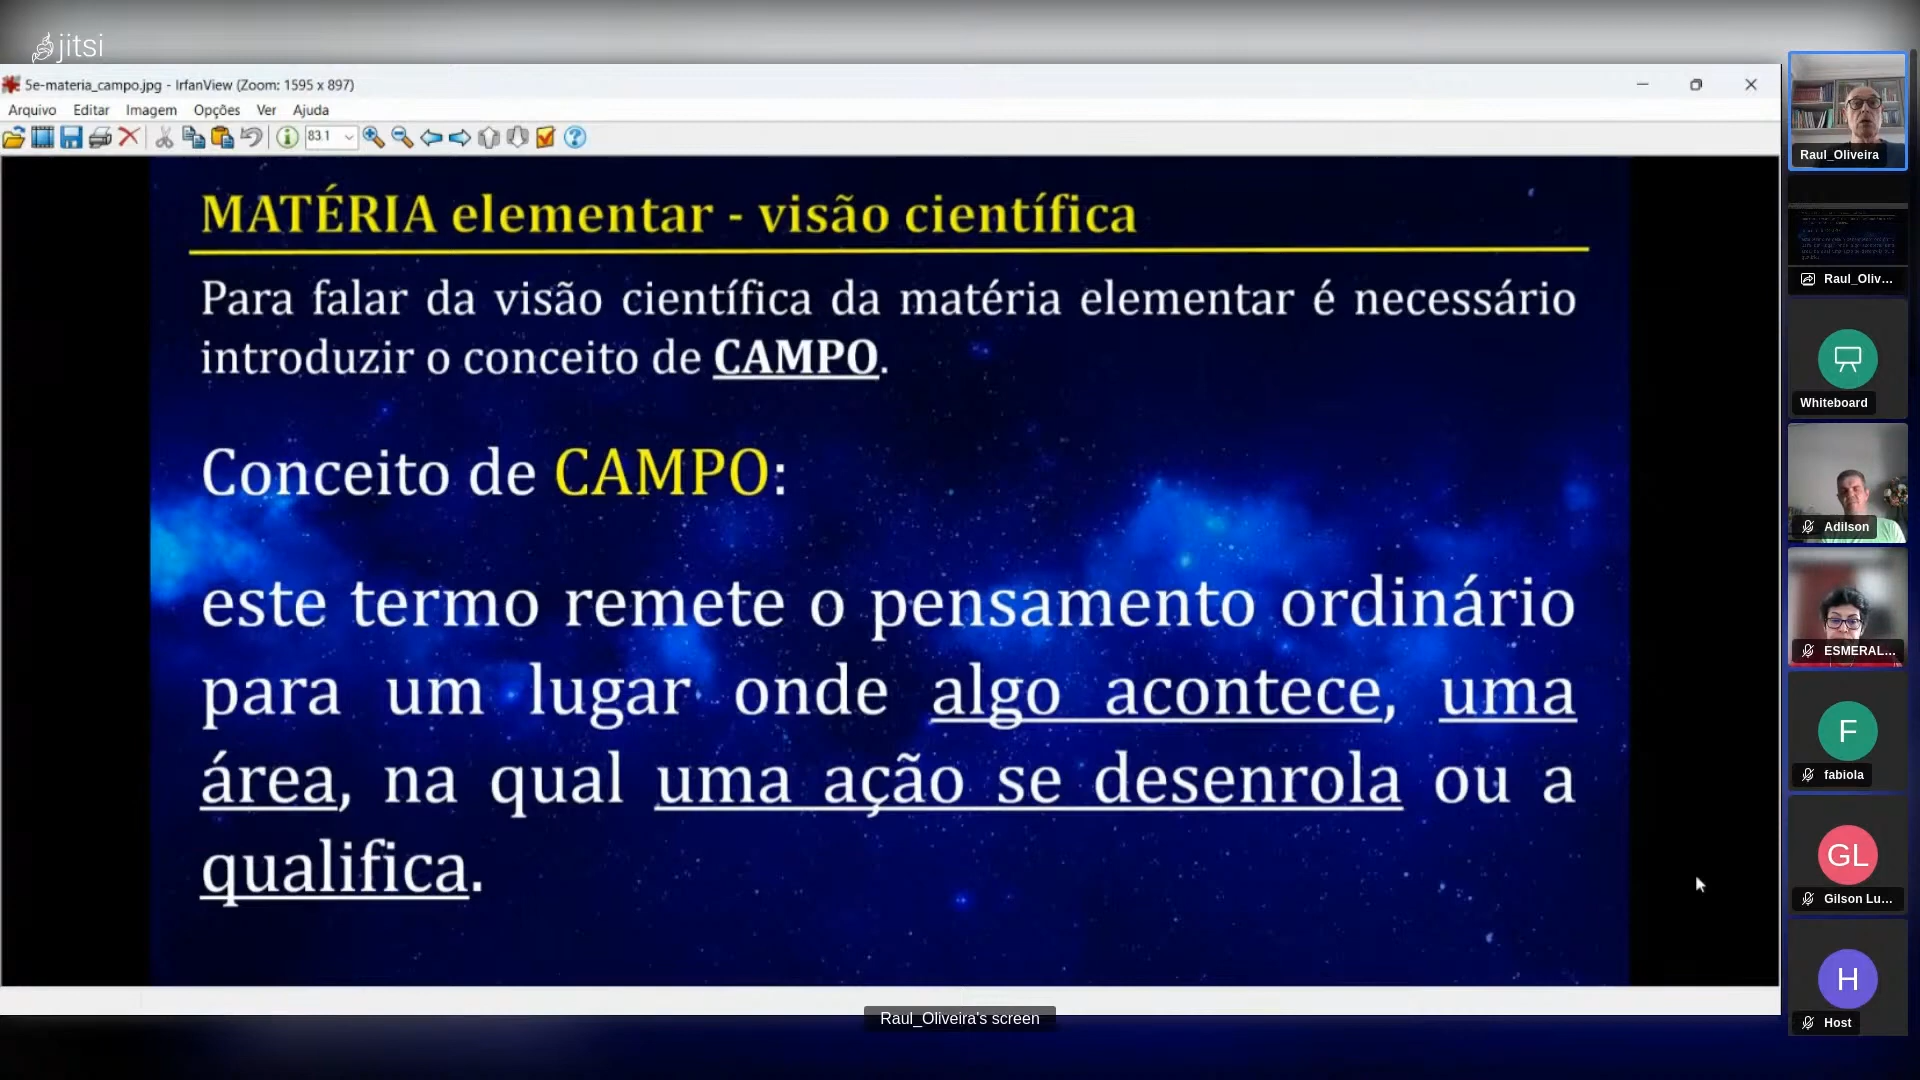 jitsi
5e-materia_campo.jpg - IrfanView (Zoom: 1595 x 897)
Arquivo Editar Imagem Opções Ver Ajuda
83.1
MATÉRIA elementar - visão científica
Para falar da visão científica da matéria elementar é necessário
introduzir o conceito de CAMPO.
Conceito de CAMPO:
este termo remete o pensamento ordinário
para um lugar onde algo acontece, uma
área, na qual uma ação se desenrola ou a
qualifica.
Raul_Oliveira's screen
Raul_Oliveira
Raul_Oliv...
Whiteboard
Adilson
ESMERAL...
F
fabiola
GL
Gilson Lu...
H
Host